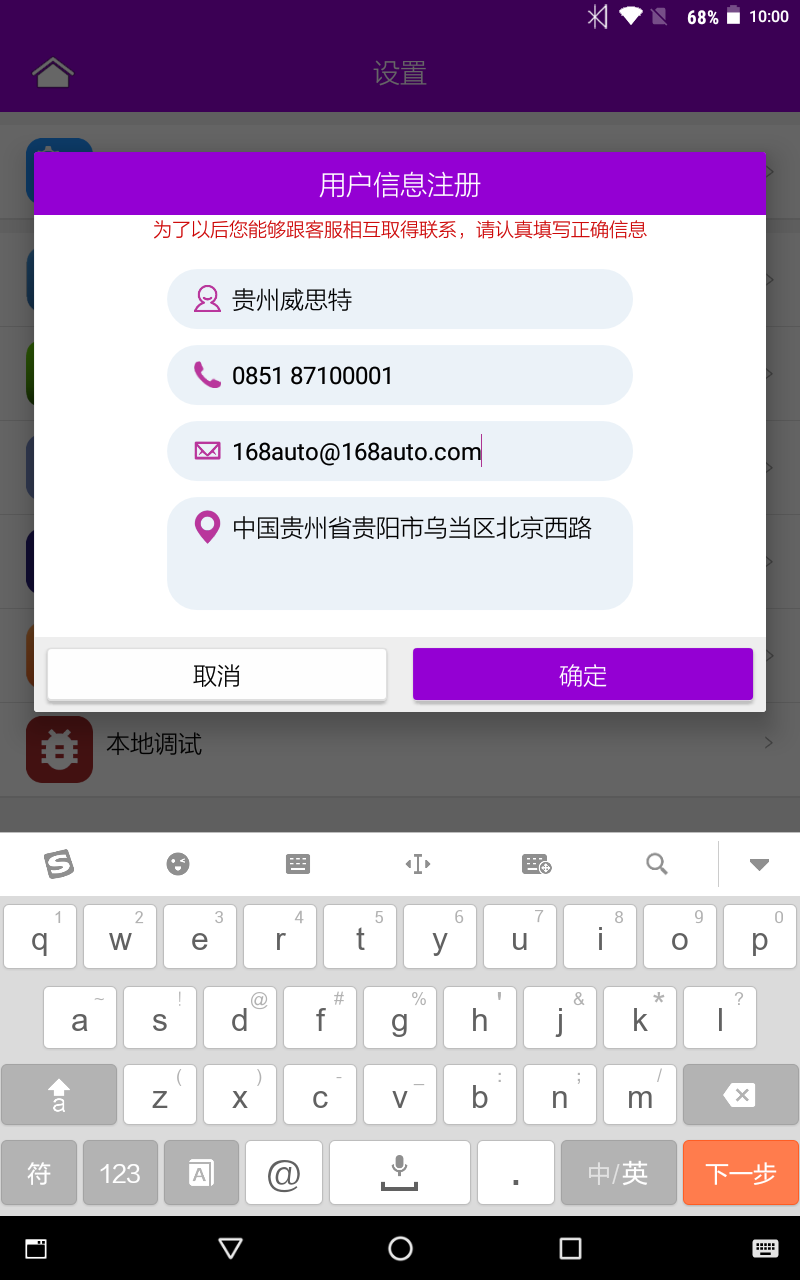 68% 10:00
设置
用户信息注册
为了以后您能够跟客服相互取得联系，请认真填写正确信息
贵州威思特
0851 87100001
168auto@168auto.com
中国贵州省贵阳市乌当区北京西路
取消 确定
本地调试
1 2 3 4 5 6 7 8 9 0
q w e r t y u i o p
~ ! @ # % ' & * ?
a s d f g h j k l
( ) - _ : ; /
a z x c v b n m
符 123 A @ . 中/英 下一步